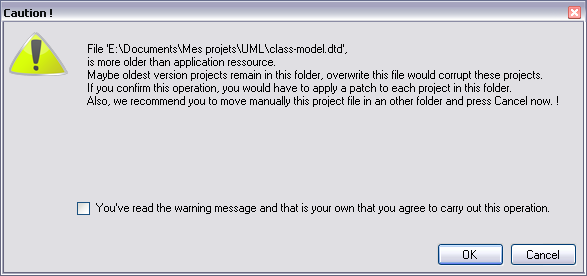 Caution !
File 'E:\Documents\Mes projets\UML\class-model.dtd',
is more older than application ressource.
Maybe oldest version projects remain in this folder, overwrite this file would corrupt these projects.
If you confirm this operation, you would have to apply a patch to each project in this folder.
Also, we recommend you to move manually this project file in an other folder and press Cancel now. !
You've read the warning message and that is your own that you agree to carry out this operation.
OK
Cancel